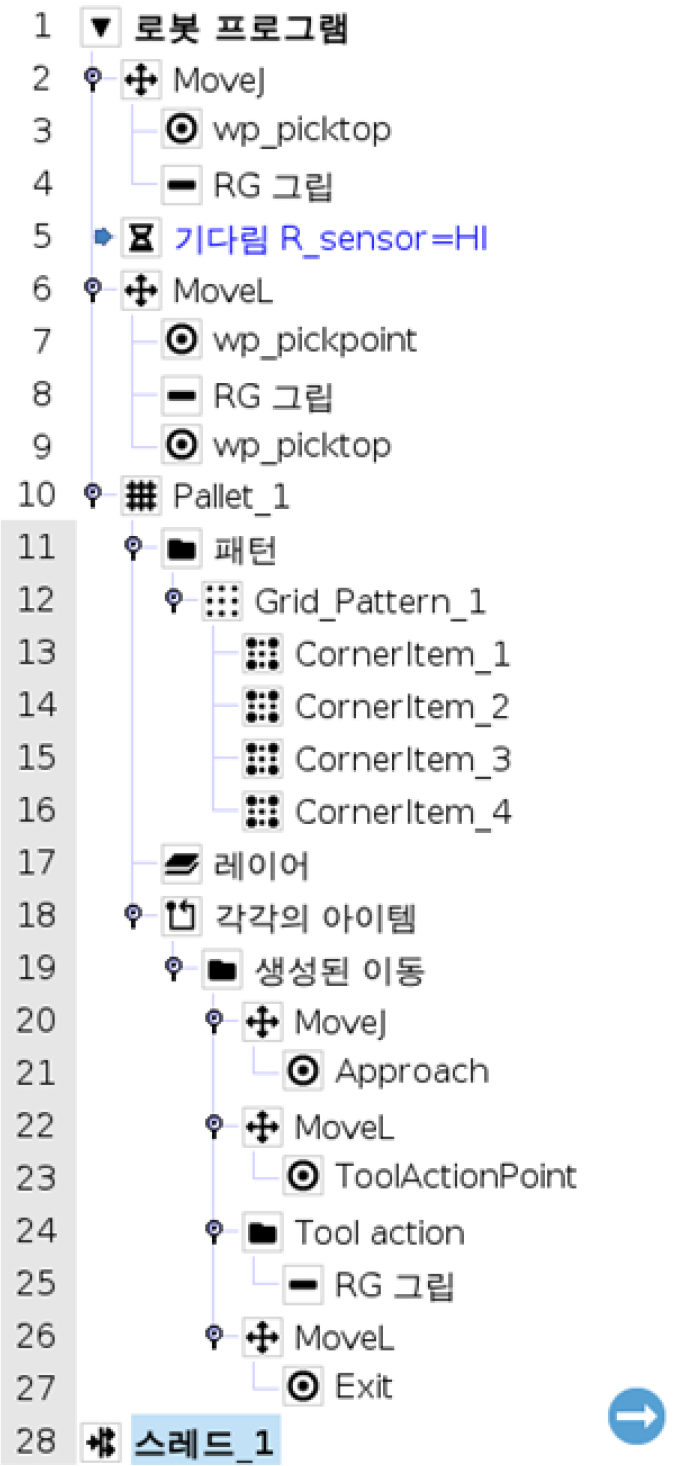 1 로봇 프로그램
2 MoveJ
3 wp_picktop
4 RG 그립
5 기다림 R_sensor=HI
6 MoveL
7 wp_pickpoint
8 RG 그립
9 wp_picktop
10 Pallet_1
11 패턴
12 Grid_Pattern_1
13 CornerItem_1
14 CornerItem_2
15 CornerItem_3
16 CornerItem_4
17 레이어
18 각각의 아이템
19 생성된 이동
20 MoveJ
21 Approach
22 MoveL
23 ToolActionPoint
24 Tool action
25 RG 그립
26 MoveL
27 Exit
28 스레드_1